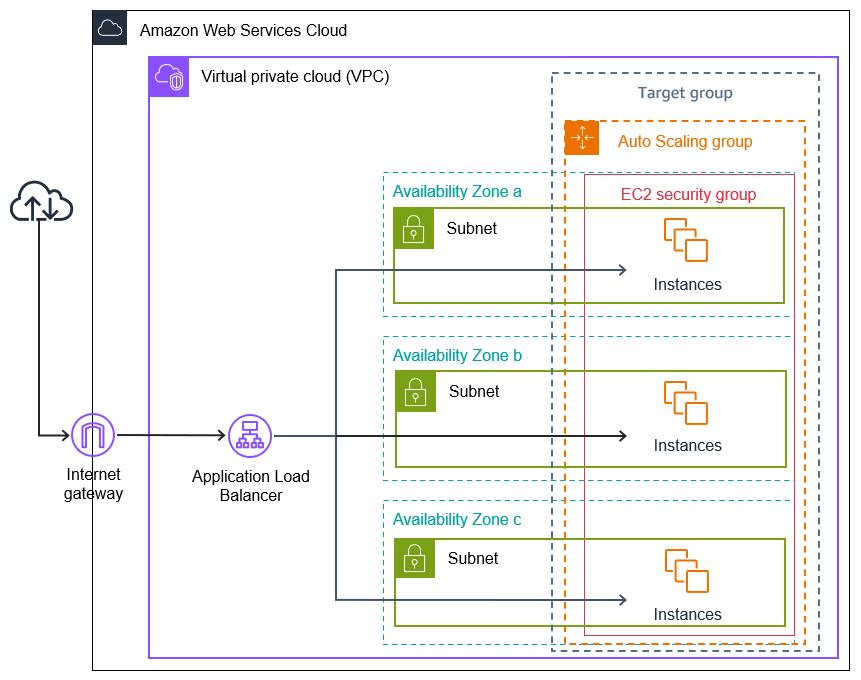 Amazon Web Services Cloud
Virtual private cloud (VPC)
Target group
Auto Scaling group
Availability Zone a
EC2 security group
Subnet
Instances
Availability Zone b
Subnet
Instances
Internet
gateway
Application Load
Balancer
Availability Zone c
Subnet
Instances